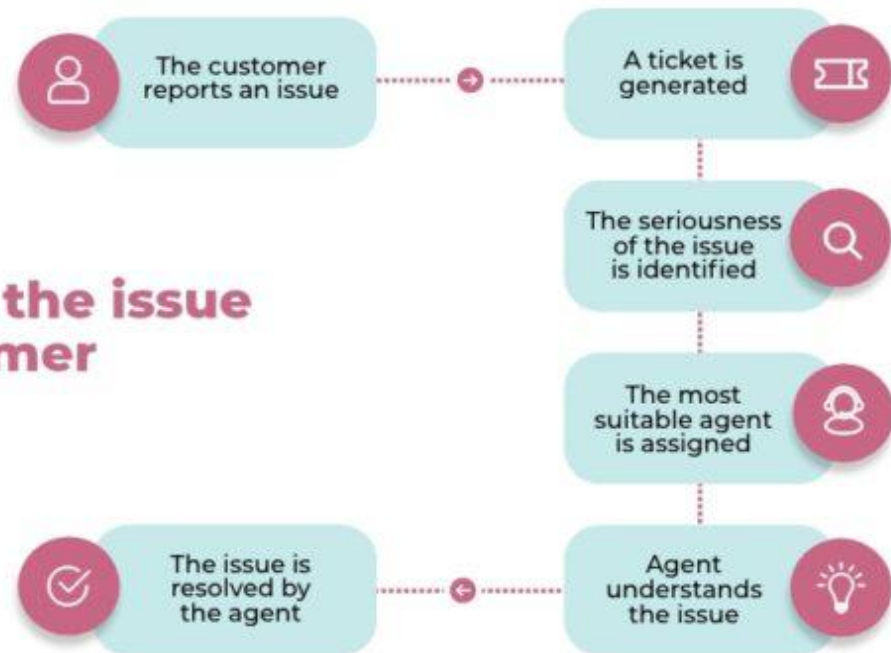 The customer
reports an issue
A ticket is
generated
The seriousness
of the issue
is identified
the issue
The most
suitable agent
is assigned
Agent
understands
the issue
The issue is
resolved by
the agent